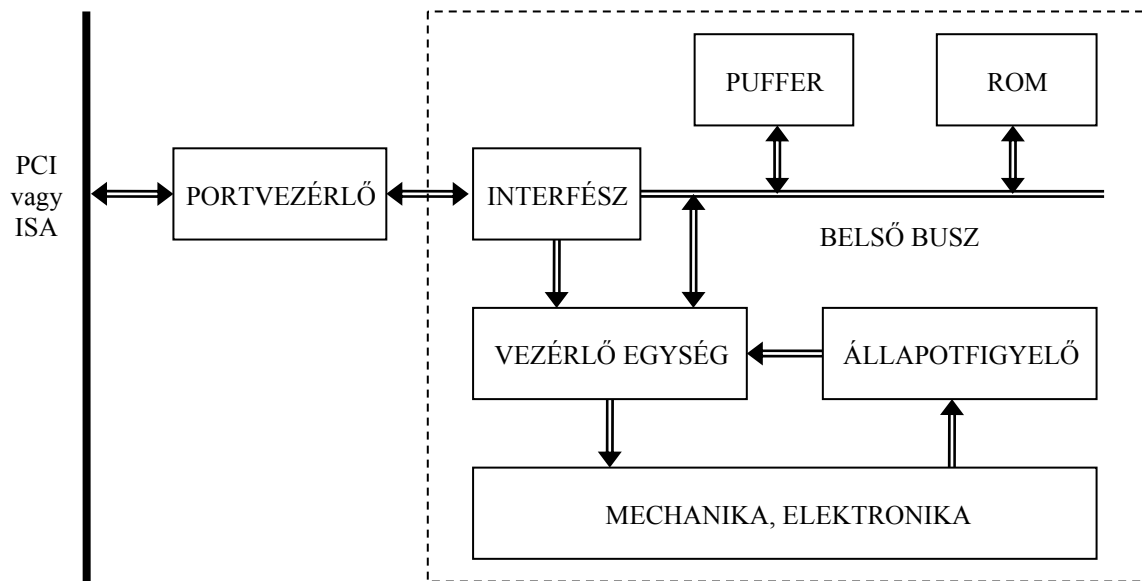 PUFFER
ROM
PCI
vagy
ISA
PORTVEZÉRLŐ
INTERFÉSZ
BELSŐ BUSZ
VEZÉRLŐ EGYSÉG
ÁLLAPOTFIGYELŐ
MECHANIKA, ELEKTRONIKA